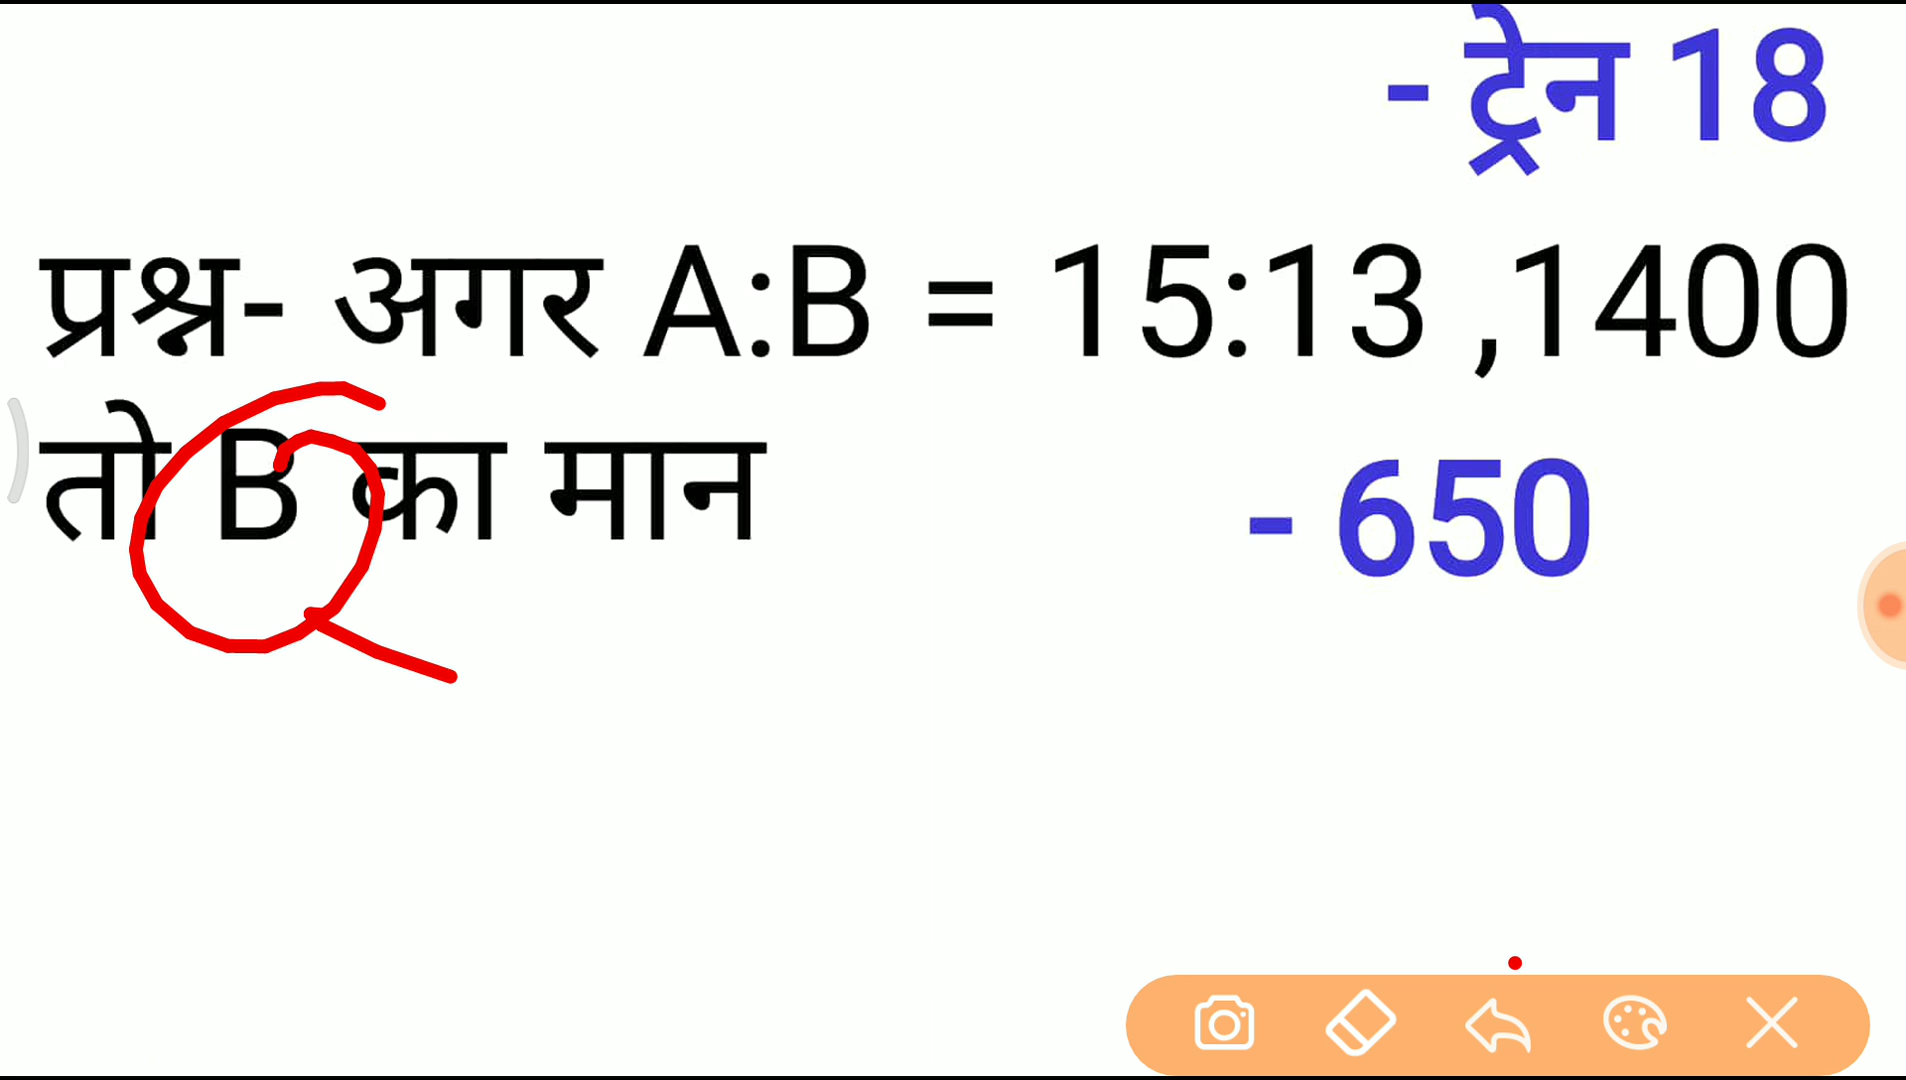 - ट्रेन 18
प्रश्न- अगर A:B = 15:13 ,1400
तो B का मान - 650